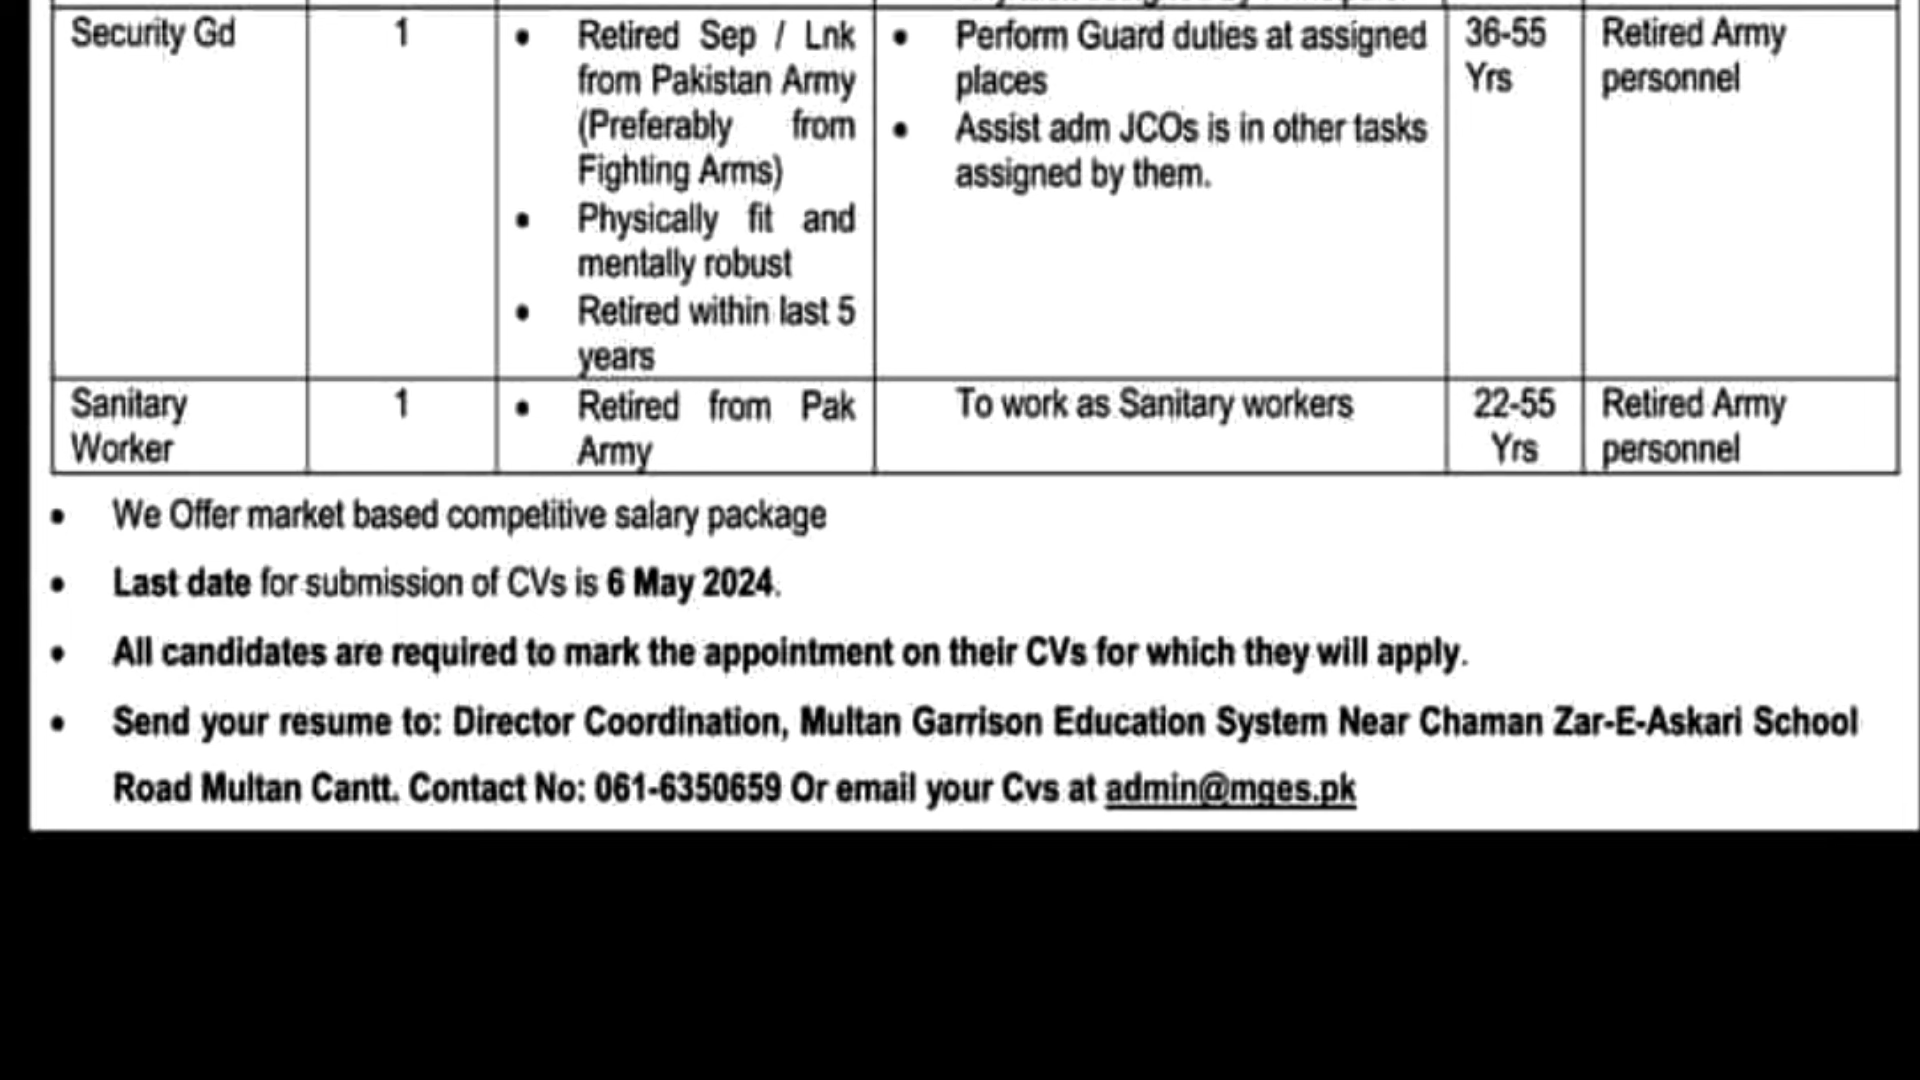 Security Gd 1 • Retired Sep / Lnk • Perform Guard duties at assigned 36-55 Retired Army
from Pakistan Army places Yrs personnel
(Preferably from • Assist adm JCOs is in other tasks
Fighting Arms) assigned by them.
• Physically fit and
mentally robust
• Retired within last 5
years
Sanitary 1 • Retired from Pak To work as Sanitary workers 22-55 Retired Army
Worker Army Yrs personnel
• We Offer market based competitive salary package
• Last date for submission of CVs is 6 May 2024.
• All candidates are required to mark the appointment on their CVs for which they will apply.
• Send your resume to: Director Coordination, Multan Garrison Education System Near Chaman Zar-E-Askari School
Road Multan Cantt. Contact No: 061-6350659 Or email your Cvs at admin@mges.pk